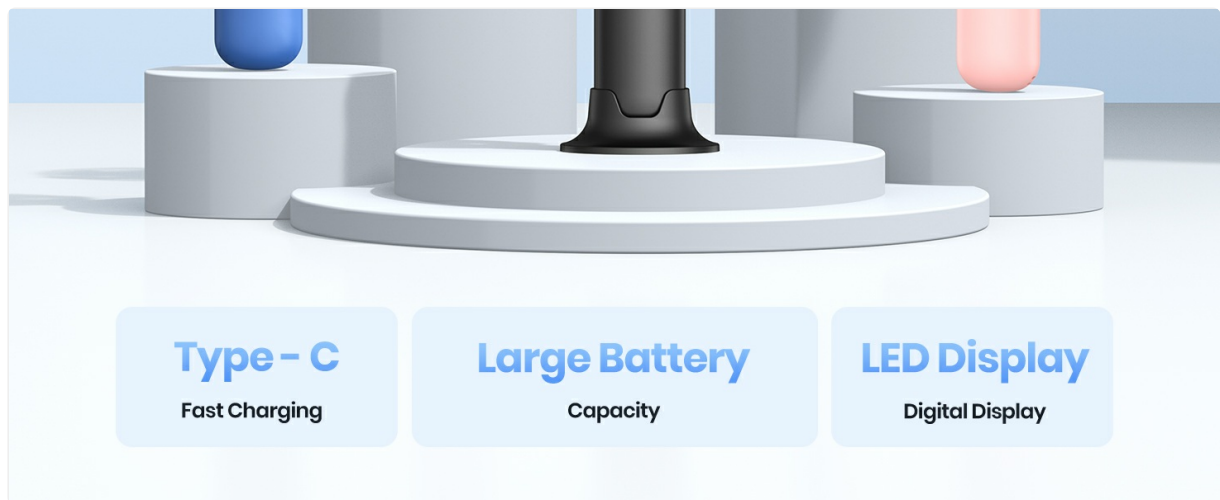 Type - C
Fast Charging
Large Battery
Capacity
LED Display
Digital Display